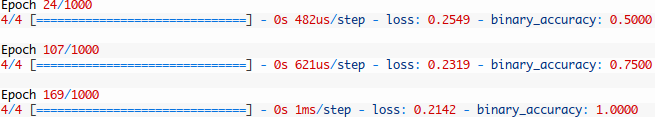 Epoch 24/1000
4/4 [==============================] - 0s 482us/step - loss: 0.2549 - binary_accuracy: 0.5000
Epoch 107/1000
4/4 [==============================] - 0s 621us/step - loss: 0.2319 - binary_accuracy: 0.7500
Epoch 169/1000
4/4 [==============================] - 0s 1ms/step - loss: 0.2142 - binary_accuracy: 1.0000